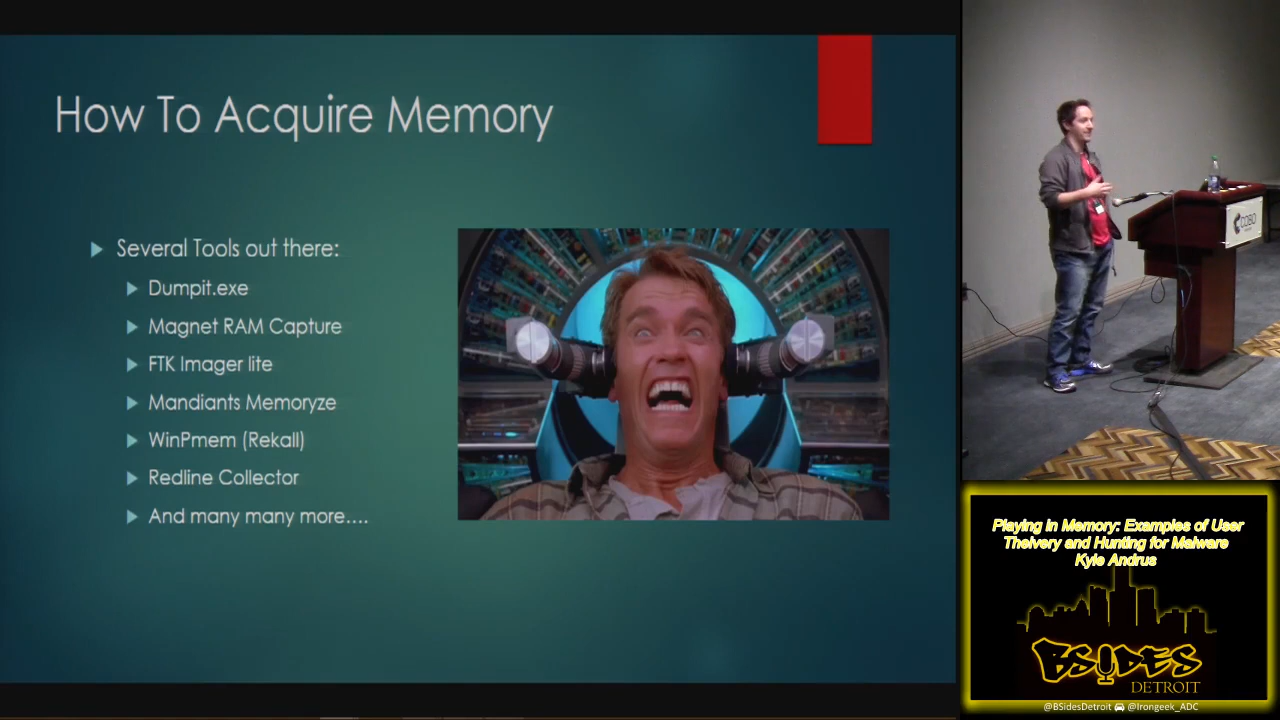 How To Acquire Memory
Several Tools out there:
Dumpit.exe
Magnet RAM Capture
FTK Imager lite
Mandiants Memoryze
WinPmem (Rekall)
Redline Collector
And many many more....
COBO
Playing in Memory: Examples of User
Theivery and Hunting for Malware
Kyle Andrus
BSIDES
DETROIT
@BSidesDetroit @Irongeek_ADC